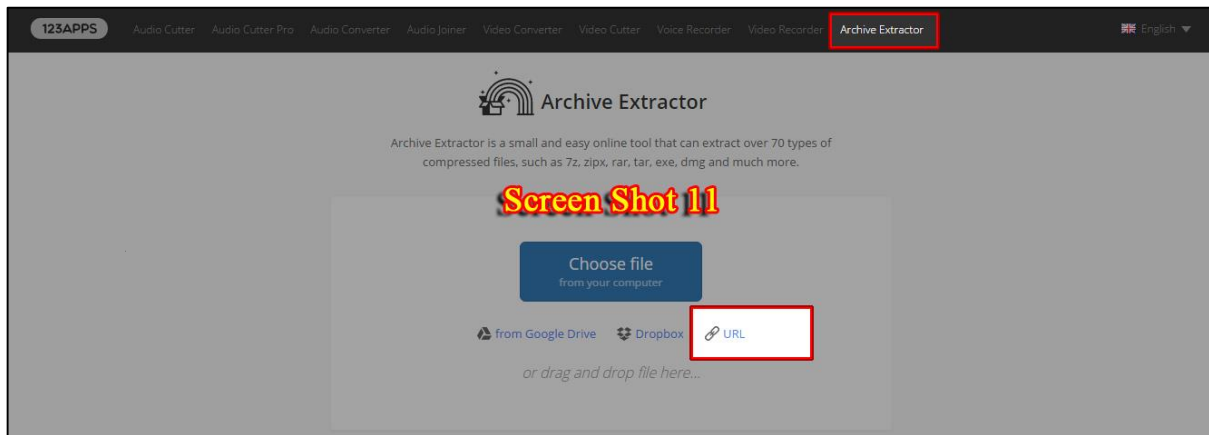 123APPS Audio Cutter Audio Cutter Pro Audio Converter Audio Joiner Video Converter Video Cutter Voice Recorder Video Recorder Archive Extractor English
Archive Extractor
Archive Extractor is a small and easy online tool that can extract over 70 types of
compressed files, such as 7z, zipx, rar, tar, exe, dmg and much more.
Screen Shot 11
Choose file
from your computer
from Google Drive Dropbox URL
or drag and drop file here...